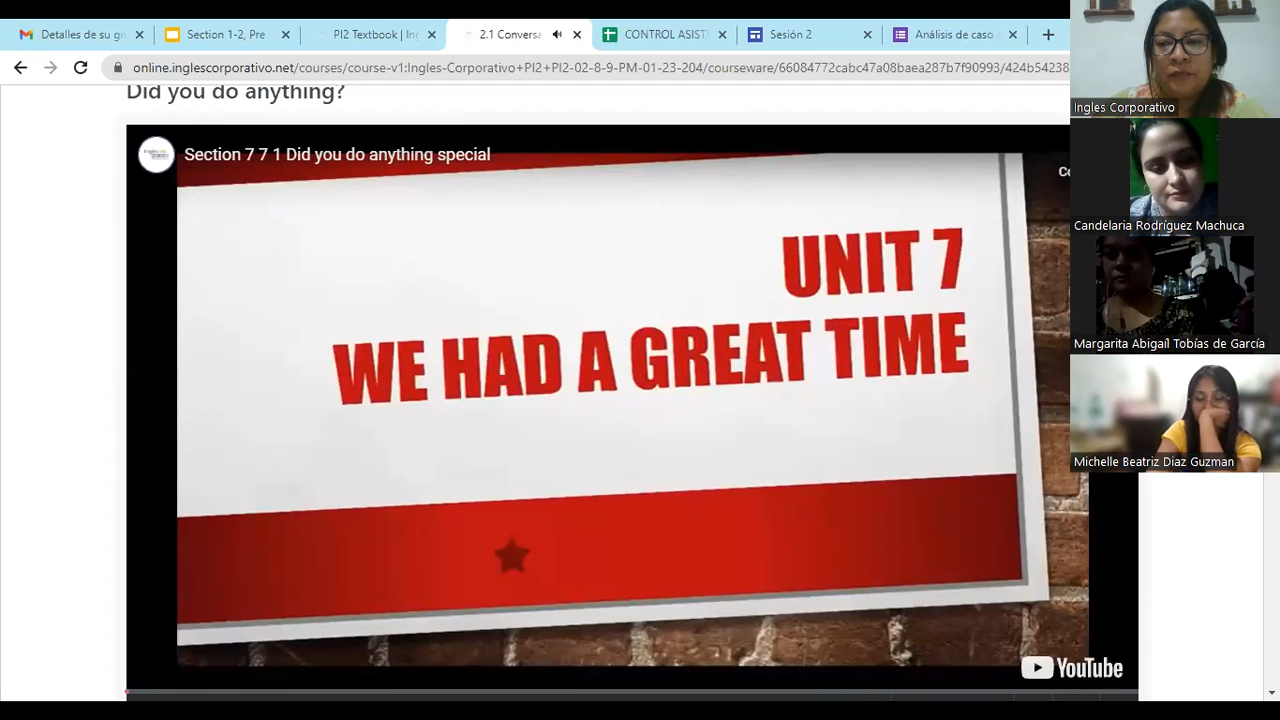 Detalles de su gr
Section 1-2, Pre
PI2 Textbook | In
2.1 Conversa
CONTROL ASIST
Sesión 2
Análisis de caso
online.inglescorporativo.net/courses/course-v1:Ingles-Corporativo+PI2+PI2-02-8-9-PM-01-23-204/courseware/66084772cabc47a08baea287b7f90993/424b54238
Did you do anything?
Section 7 7 1 Did you do anything special
Co
UNIT 7
WE HAD A GREAT TIME
YouTube
Ingles Corporativo
Candelaria Rodríguez Machuca
Margarita Abigaíl Tobías de García
Michelle Beatriz Diaz Guzman